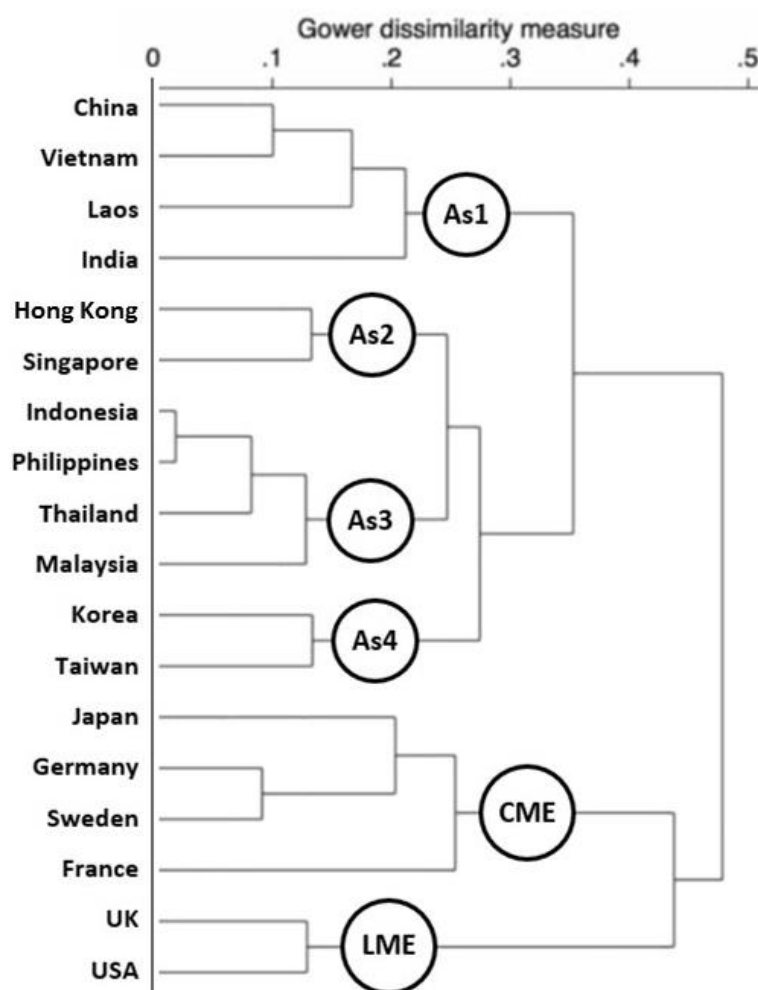 Gower dissimilarity measure
0 .1 .2 .3 .4 .5
China
Vietnam
Laos
As1
India
Hong Kong
As2
Singapore
Indonesia
Philippines
Thailand
As3
Malaysia
Korea
As4
Taiwan
Japan
Germany
CME
Sweden
France
UK
LME
USA